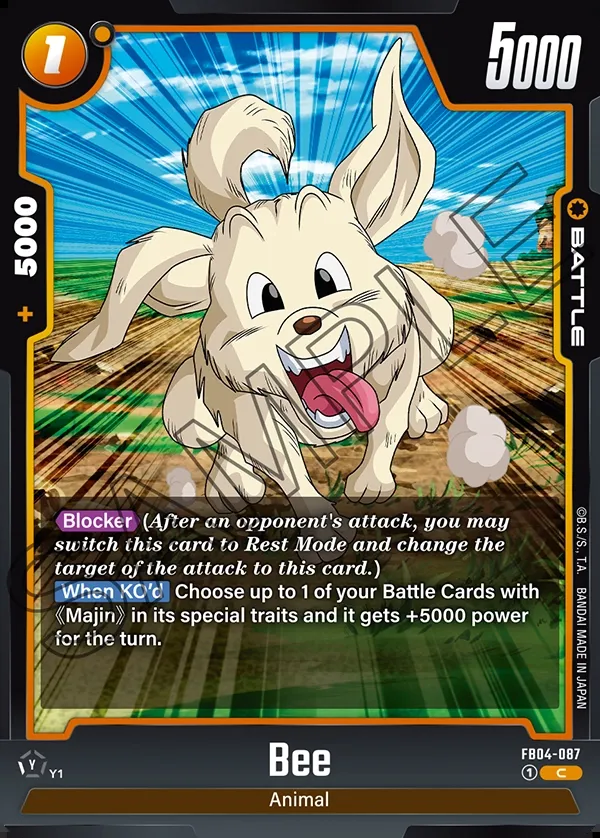 1
5000
+ 5000
BATTLE
SAMPLE
Blocker (After an opponent's attack, you may
switch this card to Rest Mode and change the
target of the attack to this card.)
When KO'd Choose up to 1 of your Battle Cards with
《Majin》 in its special traits and it gets +5000 power
for the turn.
©B.S./S., T.A. BANDAI MADE IN JAPAN
Bee
FB04-087
Y Y1
1 C
Animal